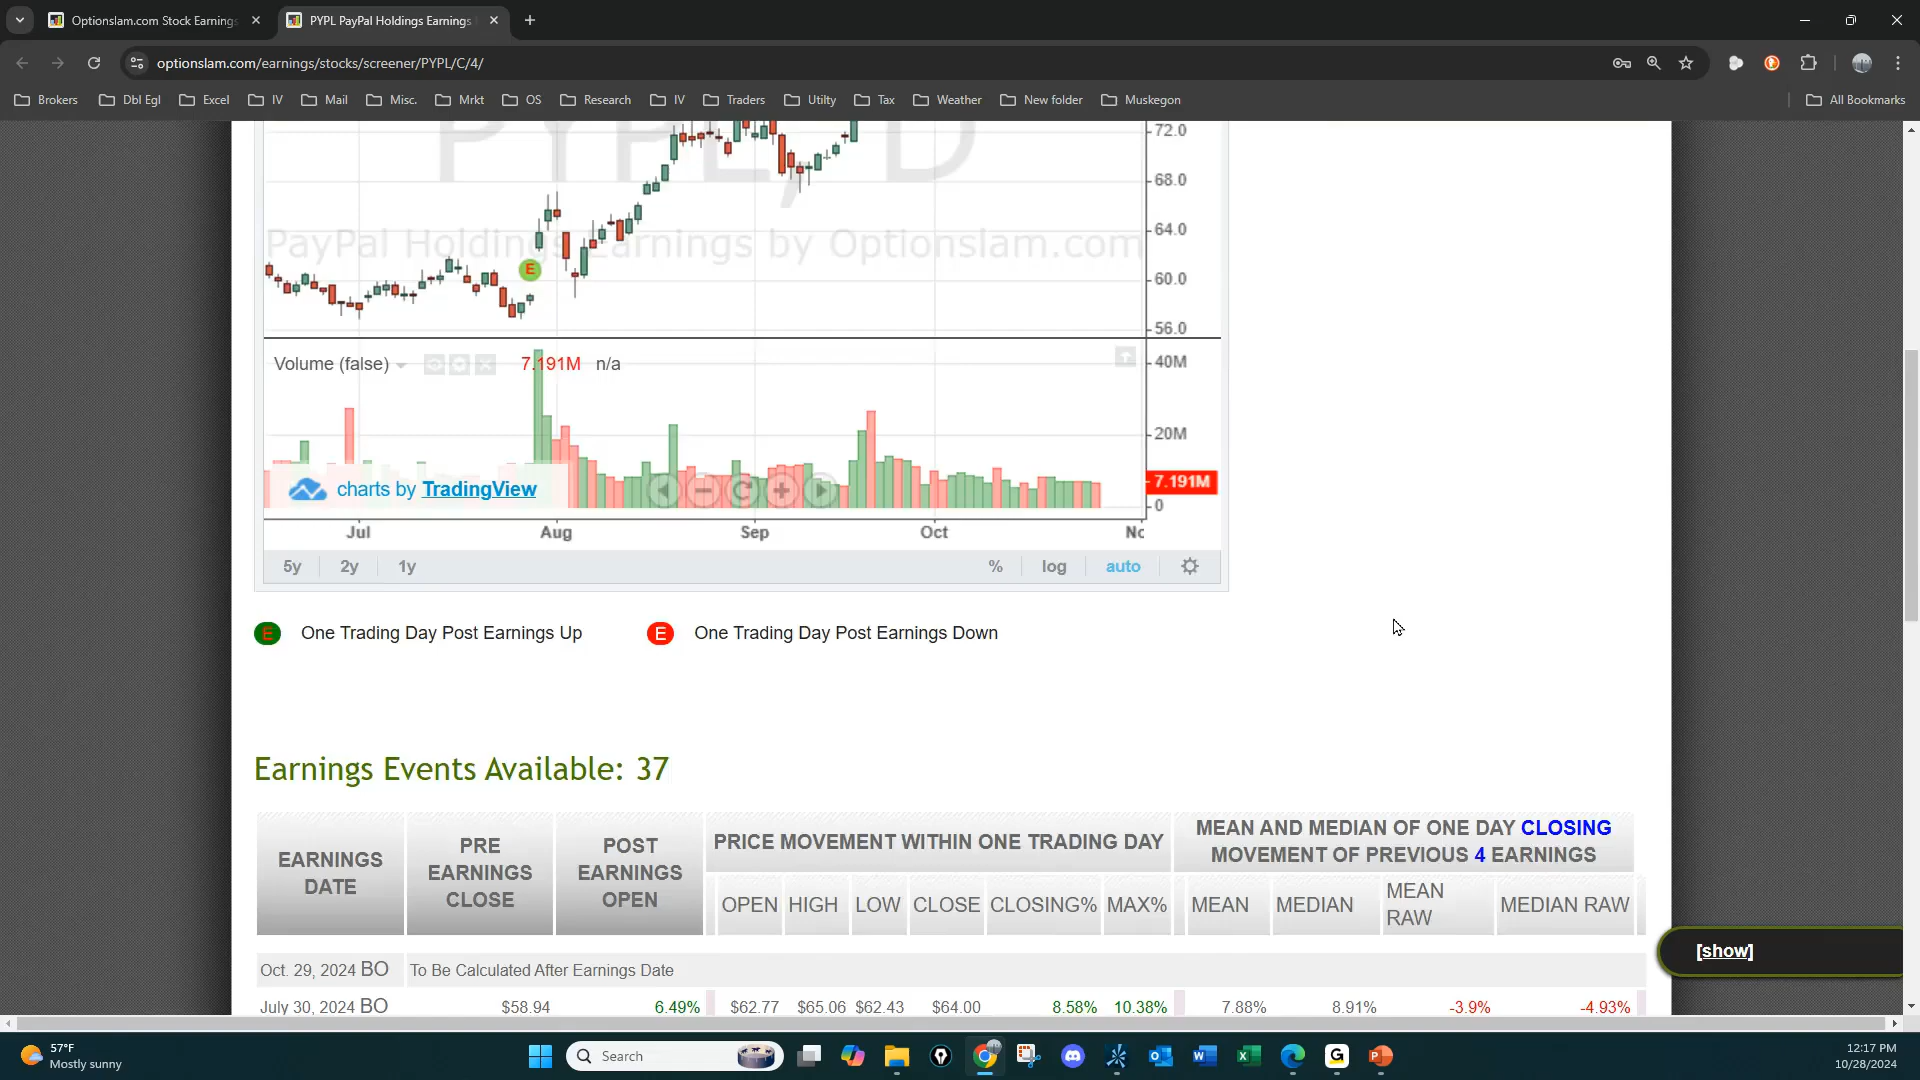 Optionslam.com Stock Earnings
PYPL PayPal Holdings Earnings
optionslam.com/earnings/stocks/screener/PYPL/C/4/
Brokers Dbl Egl Excel IV Mail Misc. Mrkt OS Research IV Traders Utilty Tax Weather New folder Muskegon All Bookmarks
PYPL, D
72.0
68.0
64.0
PayPal Holdings Earnings by Optionslam.com
E
60.0
56.0
Volume (false) 7.191M n/a
40M
20M
7.191M
0
charts by TradingView
Jul Aug Sep Oct
5y 2y 1y % log auto
E One Trading Day Post Earnings Up E One Trading Day Post Earnings Down
Earnings Events Available: 37
EARNINGS DATE
PRE EARNINGS CLOSE
POST EARNINGS OPEN
PRICE MOVEMENT WITHIN ONE TRADING DAY
MEAN AND MEDIAN OF ONE DAY CLOSING
MOVEMENT OF PREVIOUS 4 EARNINGS
OPEN HIGH LOW CLOSE CLOSING% MAX% MEAN MEDIAN MEAN RAW MEDIAN RAW
[show]
Oct. 29, 2024 BO To Be Calculated After Earnings Date
July 30, 2024 BO $58.94 6.49% $62.77 $65.06 $62.43 $64.00 8.58% 10.38% 7.88% 8.91% -3.9% -4.93%
57°F
Mostly sunny
Search
12:17 PM
10/28/2024